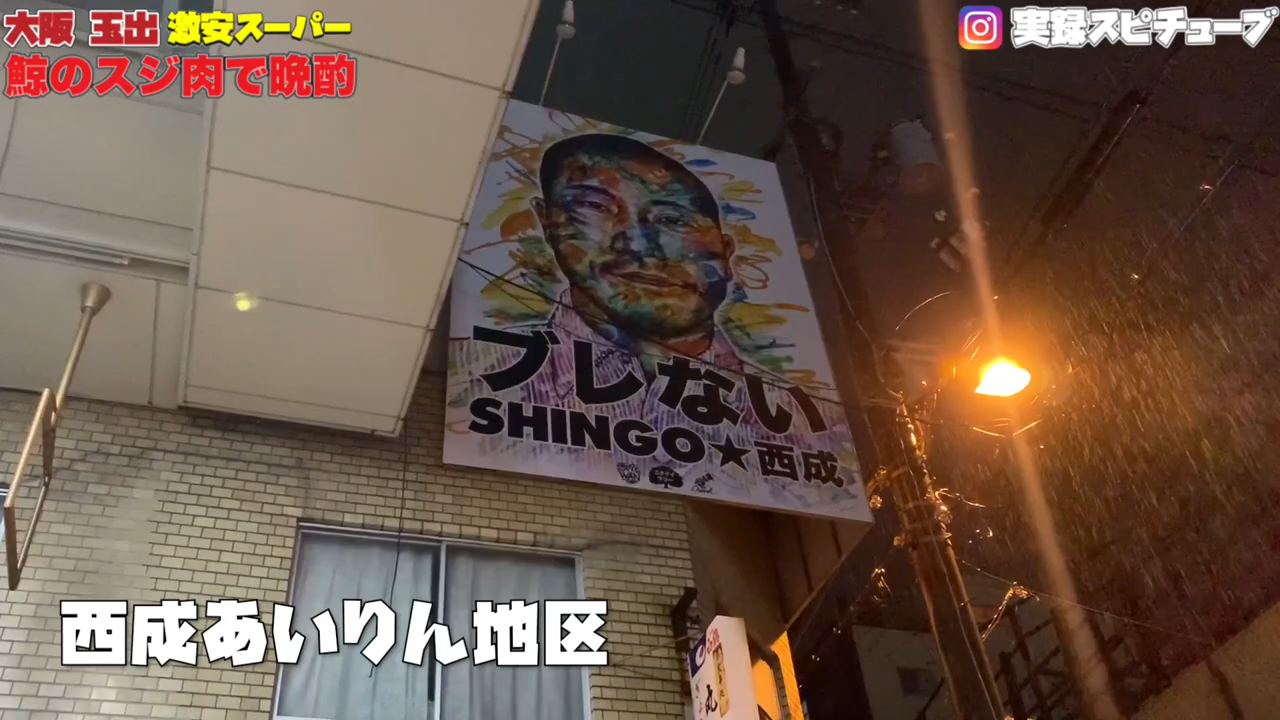 大阪 玉出 激安スーパー
鯨のスジ肉で晩酌
実録スピチューブ
ブレない
SHINGO★西成
西成あいりん地区
丸